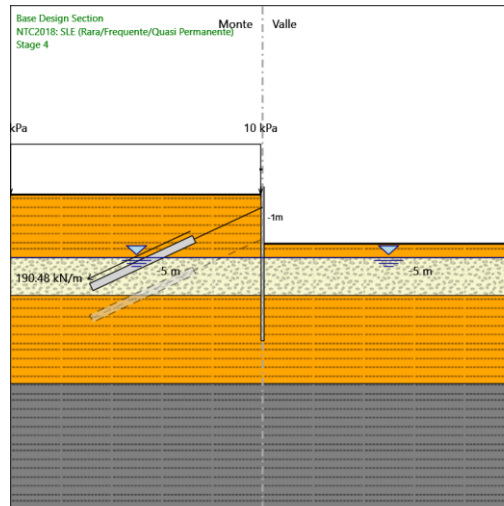 Base Design Section
NTC2018: SLE (Rara/Frequente/Quasi Permanente)
Stage 4
Monte Valle
kPa
10 kPa
-1m
190.48 kN/m
-5 m
-5 m